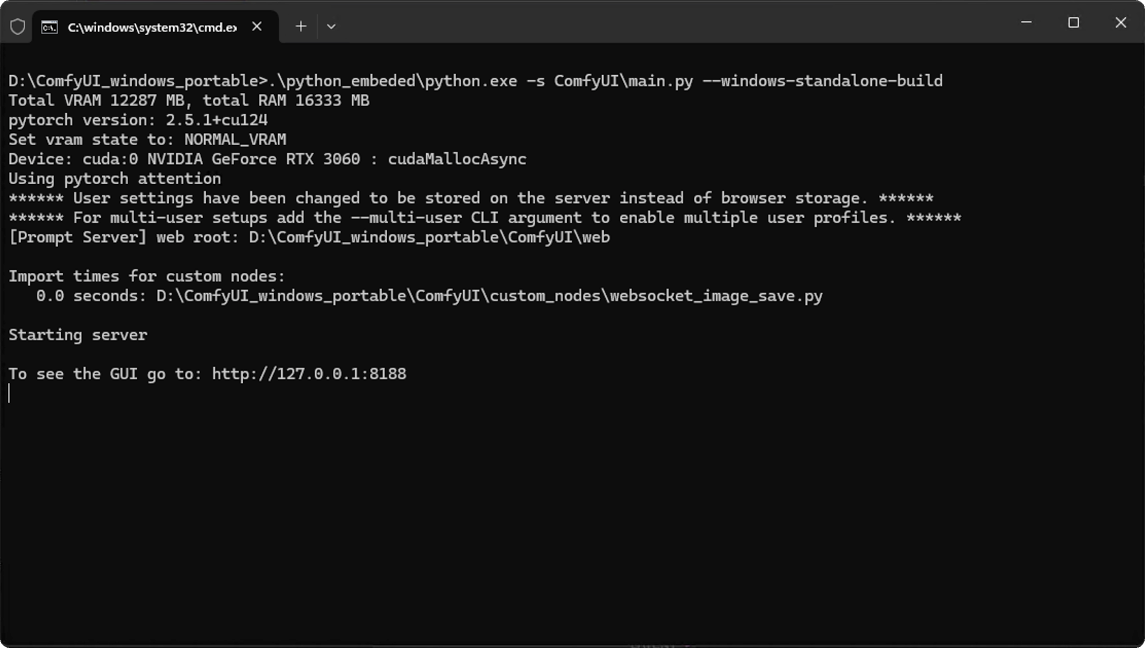 C:\windows\system32\cmd.ex
D:\ComfyUI_windows_portable>.\python_embeded\python.exe -s ComfyUI\main.py --windows-standalone-build
Total VRAM 12287 MB, total RAM 16333 MB
pytorch version: 2.5.1+cu124
Set vram state to: NORMAL_VRAM
Device: cuda:0 NVIDIA GeForce RTX 3060 : cudaMallocAsync
Using pytorch attention
****** User settings have been changed to be stored on the server instead of browser storage. ******
****** For multi-user setups add the --multi-user CLI argument to enable multiple user profiles. ******
[Prompt Server] web root: D:\ComfyUI_windows_portable\ComfyUI\web
Import times for custom nodes:
   0.0 seconds: D:\ComfyUI_windows_portable\ComfyUI\custom_nodes\websocket_image_save.py
Starting server
To see the GUI go to: http://127.0.0.1:8188